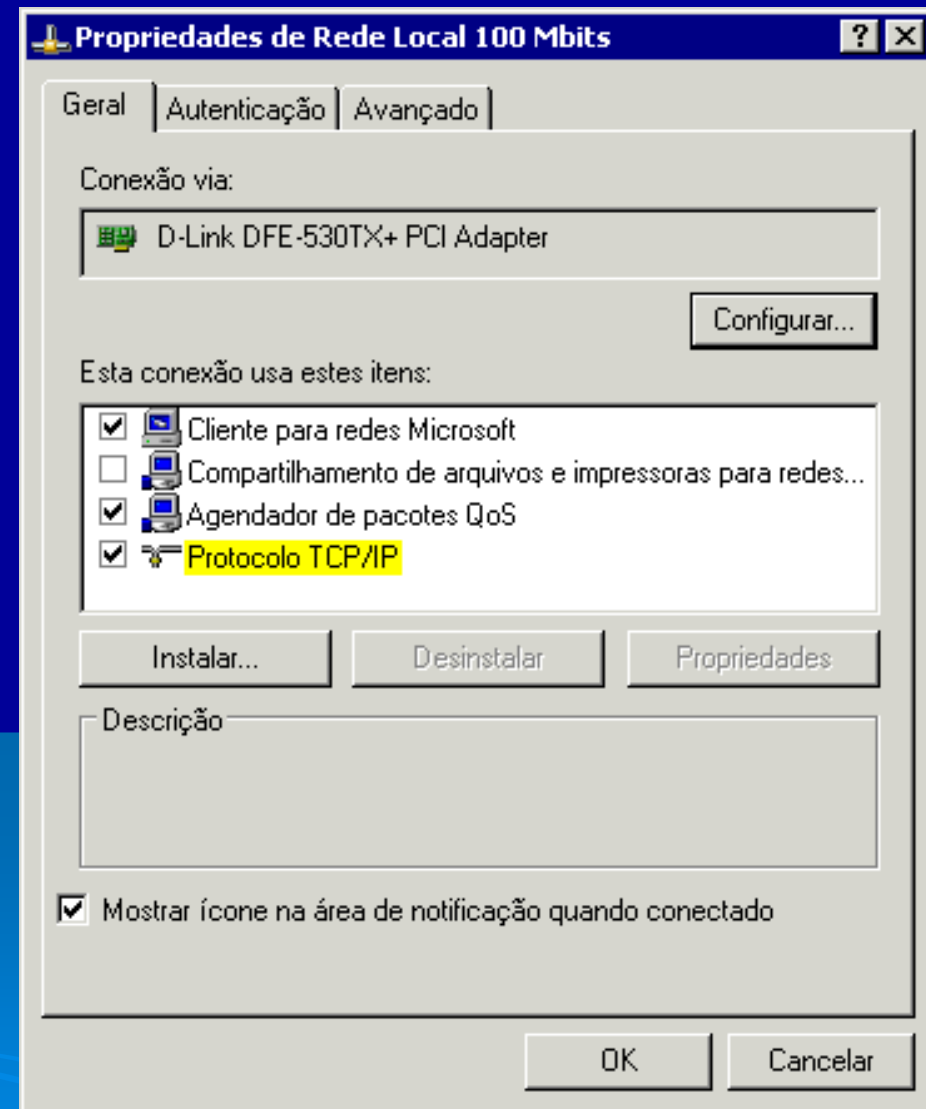 Propriedades de Rede Local 100 Mbits
Geral Autenticação Avançado
Conexão via:
D-Link DFE-530TX+ PCI Adapter
Configurar...
Esta conexão usa estes itens:
Cliente para redes Microsoft
Compartilhamento de arquivos e impressoras para redes...
Agendador de pacotes QoS
Protocolo TCP/IP
Instalar... Desinstalar Propriedades
Descrição
Mostrar ícone na área de notificação quando conectado
OK Cancelar